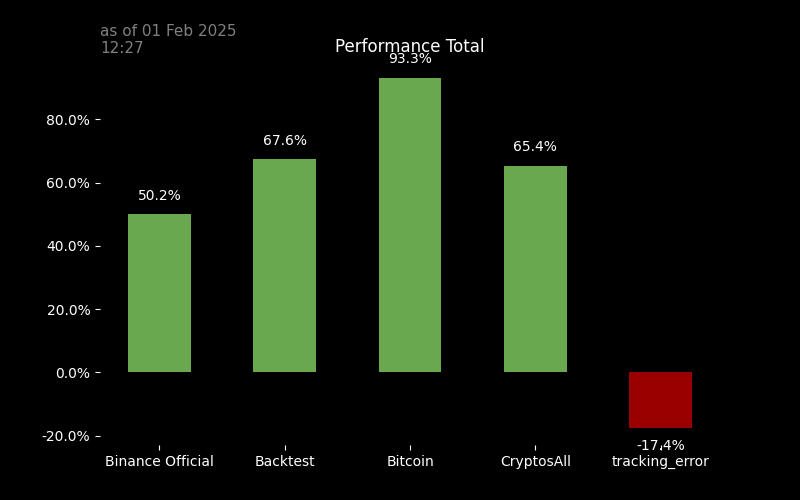 as of 01 Feb 2025
12:27
Performance Total
93.3%
80.0%
67.6%
65.4%
60.0%
50.2%
40.0%
20.0%
0.0%
-20.0%
-17.4%
Binance Official
Backtest
Bitcoin
CryptosAll
tracking_error